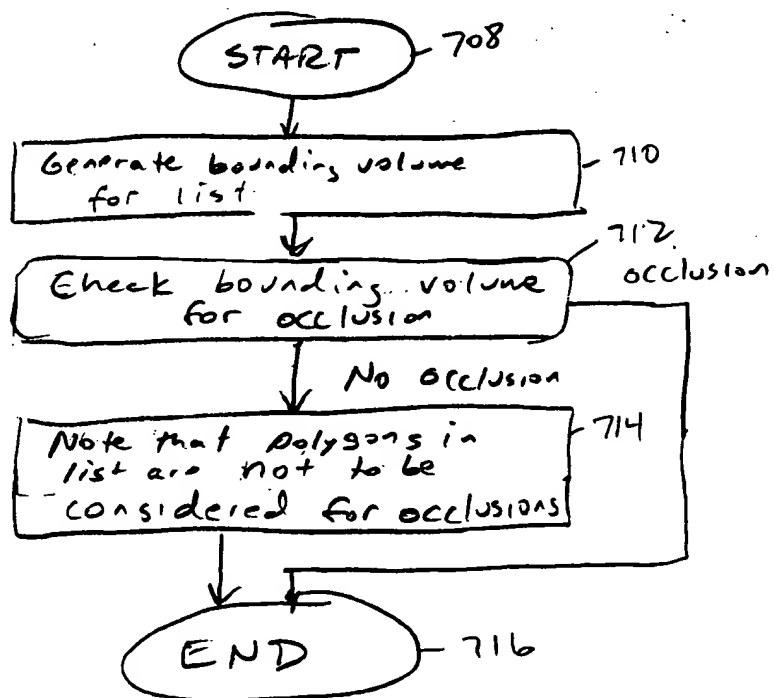 START
708
Generate bounding volume
for list
710
Check bounding volume
for occlusion
712
occlusion
No occlusion
Note that polygons in
list are not to be
considered for occlusions
714
END
716